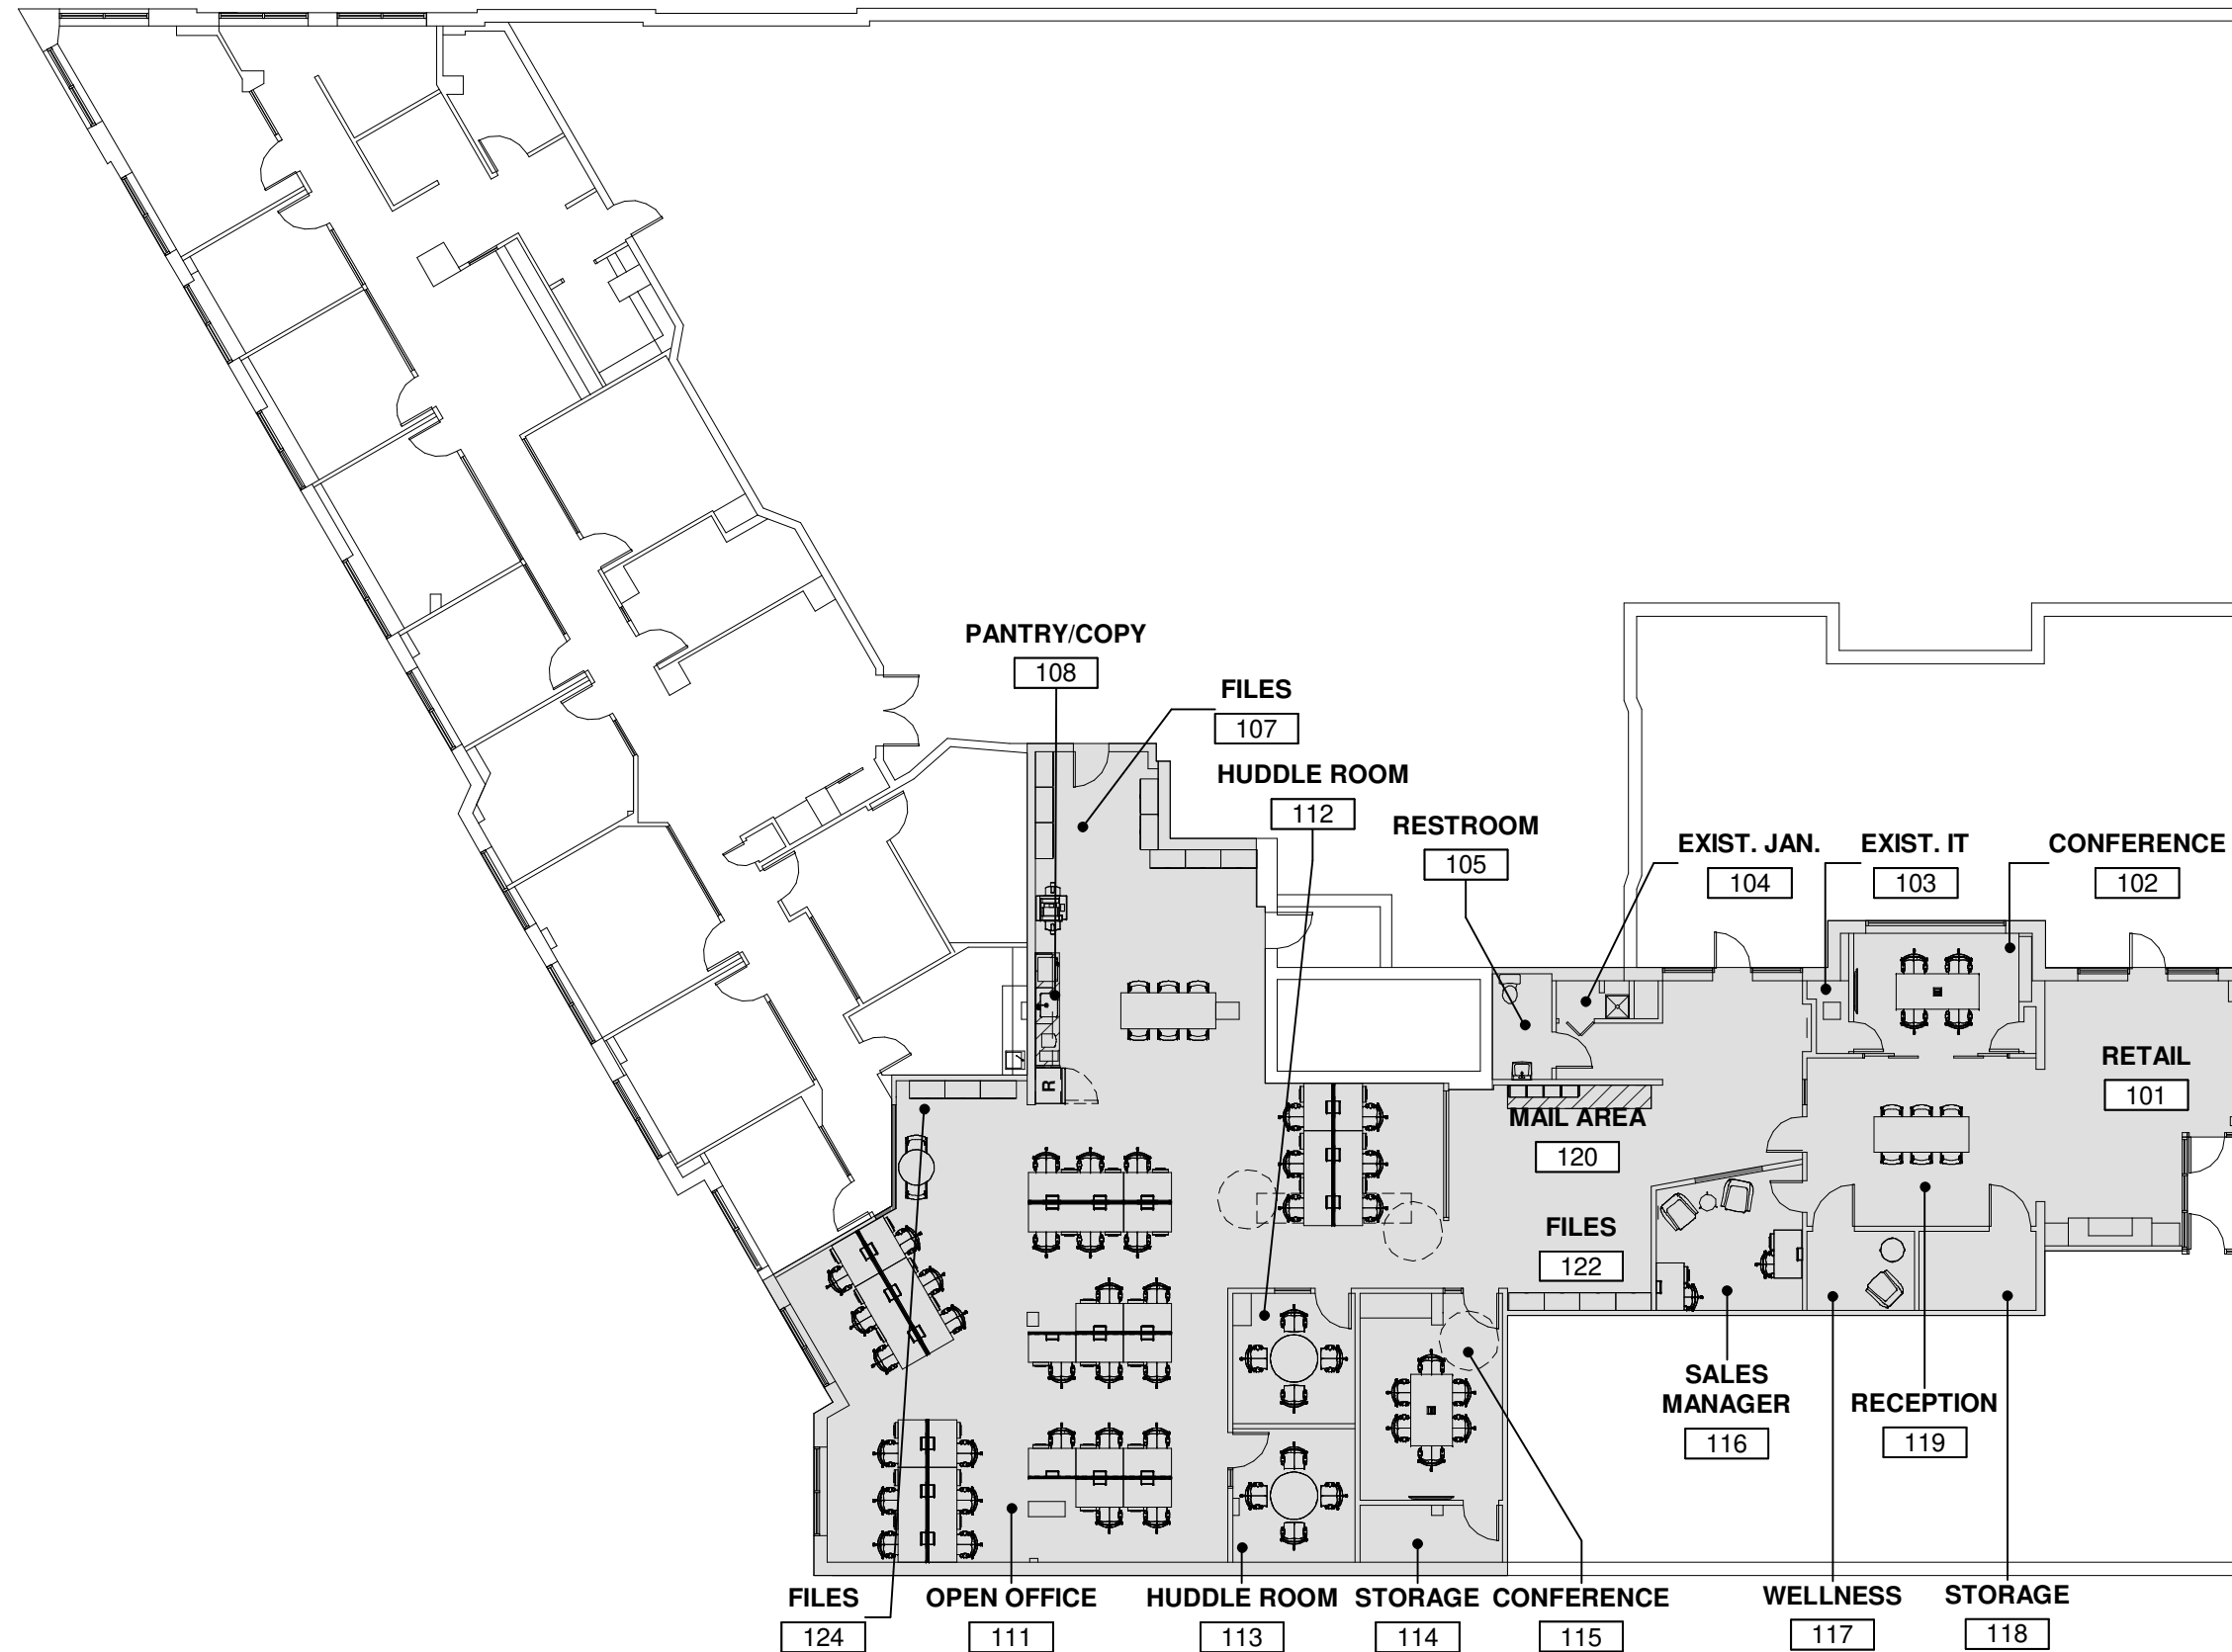 PANTRY/COPY
108
FILES
107
HUDDLE ROOM
112
RESTROOM
105
EXIST. JAN.
104
EXIST. IT
103
CONFERENCE
102
RETAIL
101
R
MAIL AREA
120
FILES
122
SALES
MANAGER
116
RECEPTION
119
FILES
124
OPEN OFFICE
111
HUDDLE ROOM
113
STORAGE
114
CONFERENCE
115
WELLNESS
117
STORAGE
118